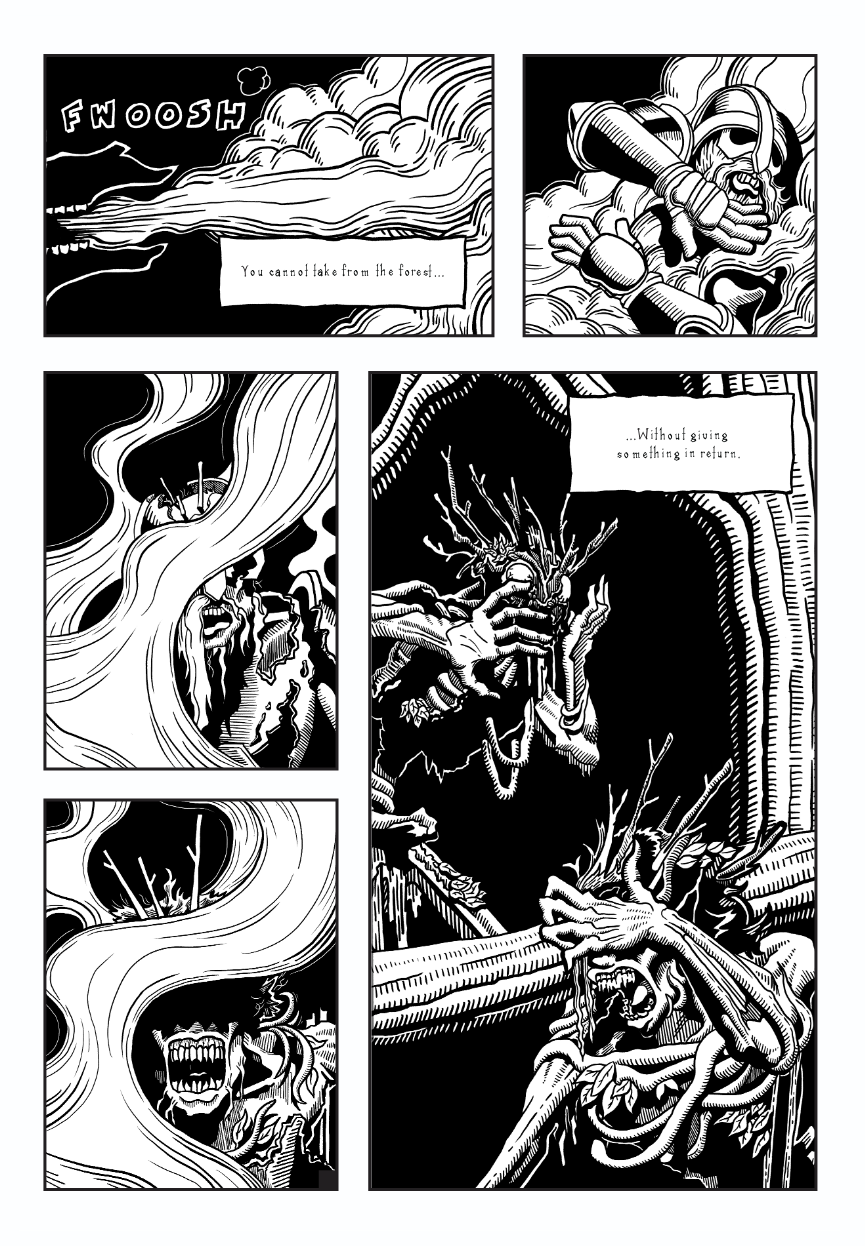 FWOOSH
You cannot take from the forest...
...Without giving
something in return.